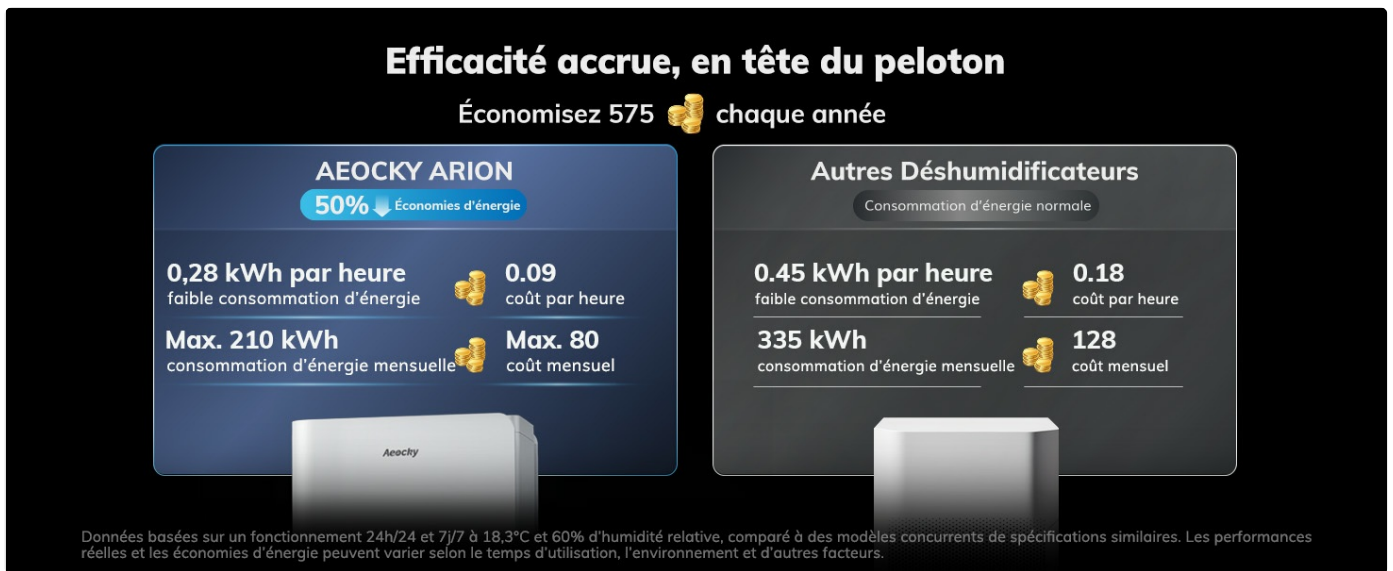 Efficacité accrue, en tête du peloton
Économisez 575 chaque année
AEOCKY ARION
50% Économies d'énergie
0,28 kWh par heure
faible consommation d'énergie
0.09
coût par heure
Max. 210 kWh
consommation d'énergie mensuelle
Max. 80
coût mensuel
Aeocky
Autres Déshumidificateurs
Consommation d'énergie normale
0.45 kWh par heure
faible consommation d'énergie
0.18
coût par heure
335 kWh
consommation d'énergie mensuelle
128
coût mensuel
Données basées sur un fonctionnement 24h/24 et 7j/7 à 18,3°C et 60% d'humidité relative, comparé à des modèles concurrents de spécifications similaires. Les performances
réelles et les économies d'énergie peuvent varier selon le temps d'utilisation, l'environnement et d'autres facteurs.